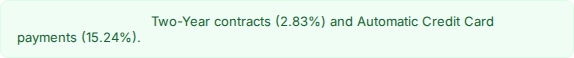 Two-Year contracts (2.83%) and Automatic Credit Card
payments (15.24%).